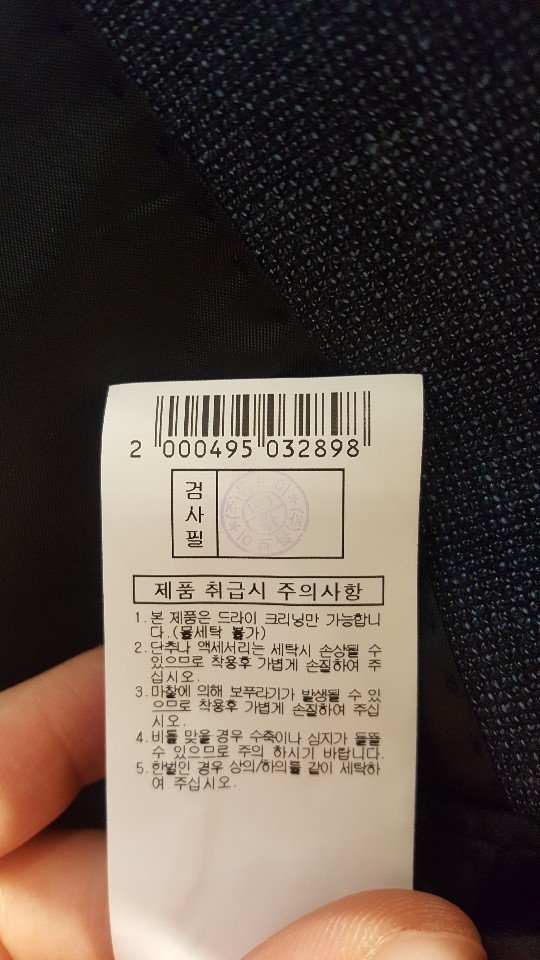 2 000495 032898
검사필
제품 취급시 주의사항
1. 본 제품은 드라이 크리닝만 가능합니
다.(물세탁 불가)
2. 단추나 액세서리는 세탁시 손상될 수
있으므로 착용후 가볍게 손질하여 주
십시오.
3. 마찰에 의해 보푸라기가 발생될 수 있
으므로 착용후 가볍게 손질하여 주십
시오.
4. 비를 맞을 경우 수축이나 심지가 들뜰
수 있으므로 주의 하시기 바랍니다.
5. 한벌인 경우 상의/하의를 같이 세탁하
여 주십시오.